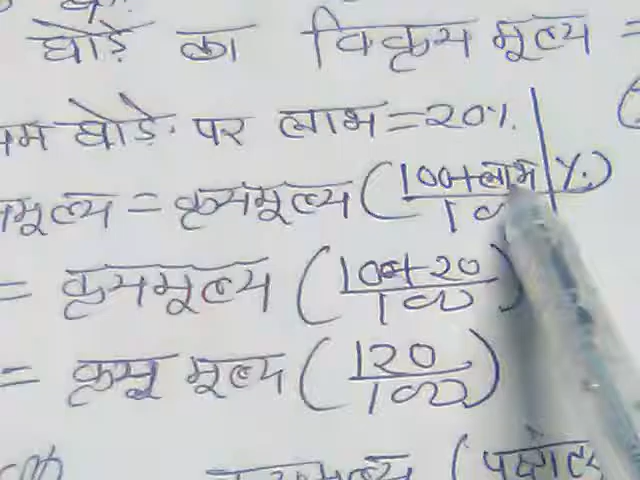 घोड़े का विक्रय मूल्य =
घोड़े पर लाभ = 20%
मूल्य = क्रयमूल्य (100+लाभ%/100)
= क्रयमूल्य (100+20/100)
= क्रय मूल्य (120/100)
मूल्य (